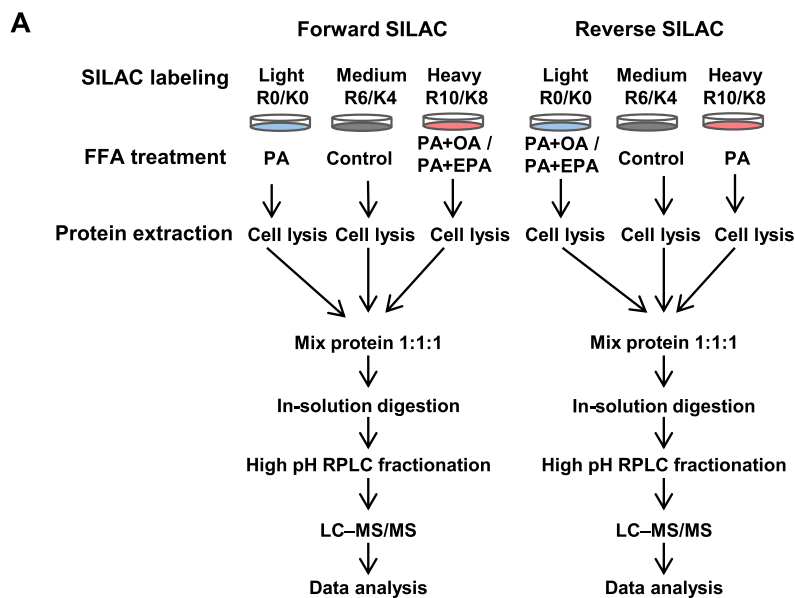 A
Forward SILAC Reverse SILAC
SILAC labeling Light Medium Heavy Light Medium Heavy
R0/K0 R6/K4 R10/K8 R0/K0 R6/K4 R10/K8
FFA treatment PA Control PA+OA / PA+EPA PA+OA / PA+EPA Control PA
Protein extraction Cell lysis Cell lysis Cell lysis Cell lysis Cell lysis Cell lysis
Mix protein 1:1:1 Mix protein 1:1:1
In-solution digestion In-solution digestion
High pH RPLC fractionation High pH RPLC fractionation
LC–MS/MS LC–MS/MS
Data analysis Data analysis